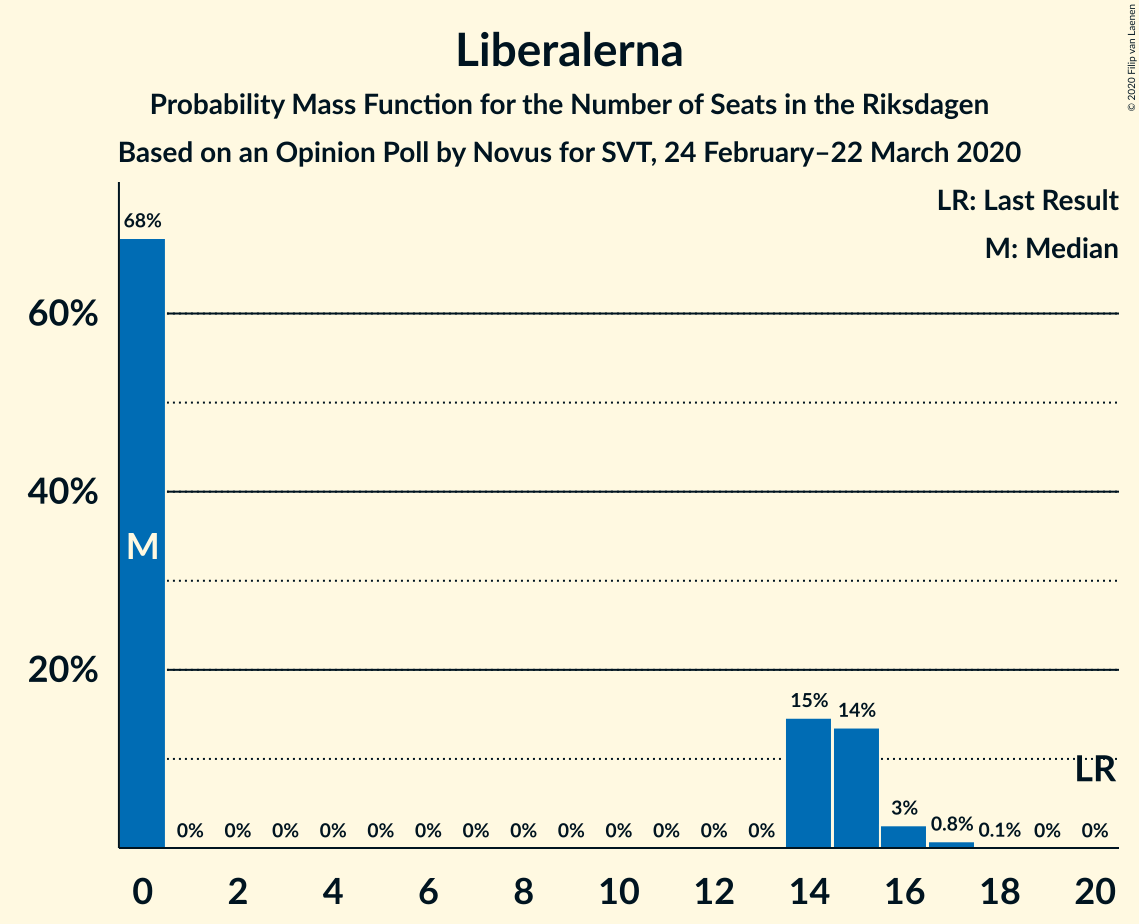 Liberalerna
Probability Mass Function for the Number of Seats in the Riksdagen
Based on an Opinion Poll by Novus for SVT, 24 February–22 March 2020
© 2020 Filip van Laenen
LR: Last Result
M: Median
68%
60%
40%
M
20%
15%
14%
LR
3%
0% 0% 0% 0% 0% 0% 0% 0% 0% 0% 0% 0% 0% 0.8% 0.1% 0% 0%
0 2 4 6 8 10 12 14 16 18 20